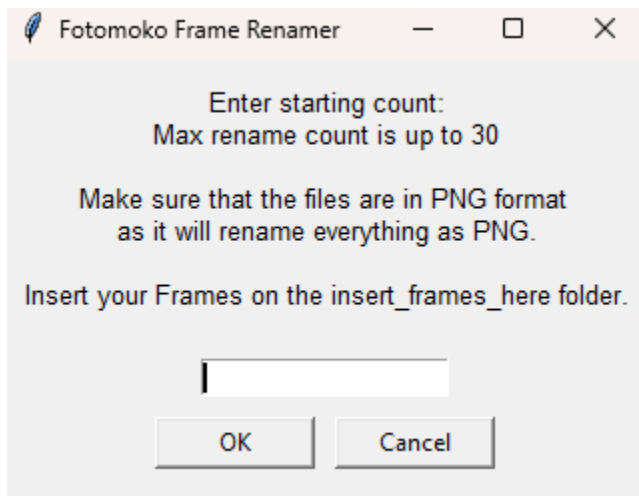 Fotomoko Frame Renamer
Enter starting count:
Max rename count is up to 30
Make sure that the files are in PNG format
as it will rename everything as PNG.
Insert your Frames on the insert_frames_here folder.
OK
Cancel